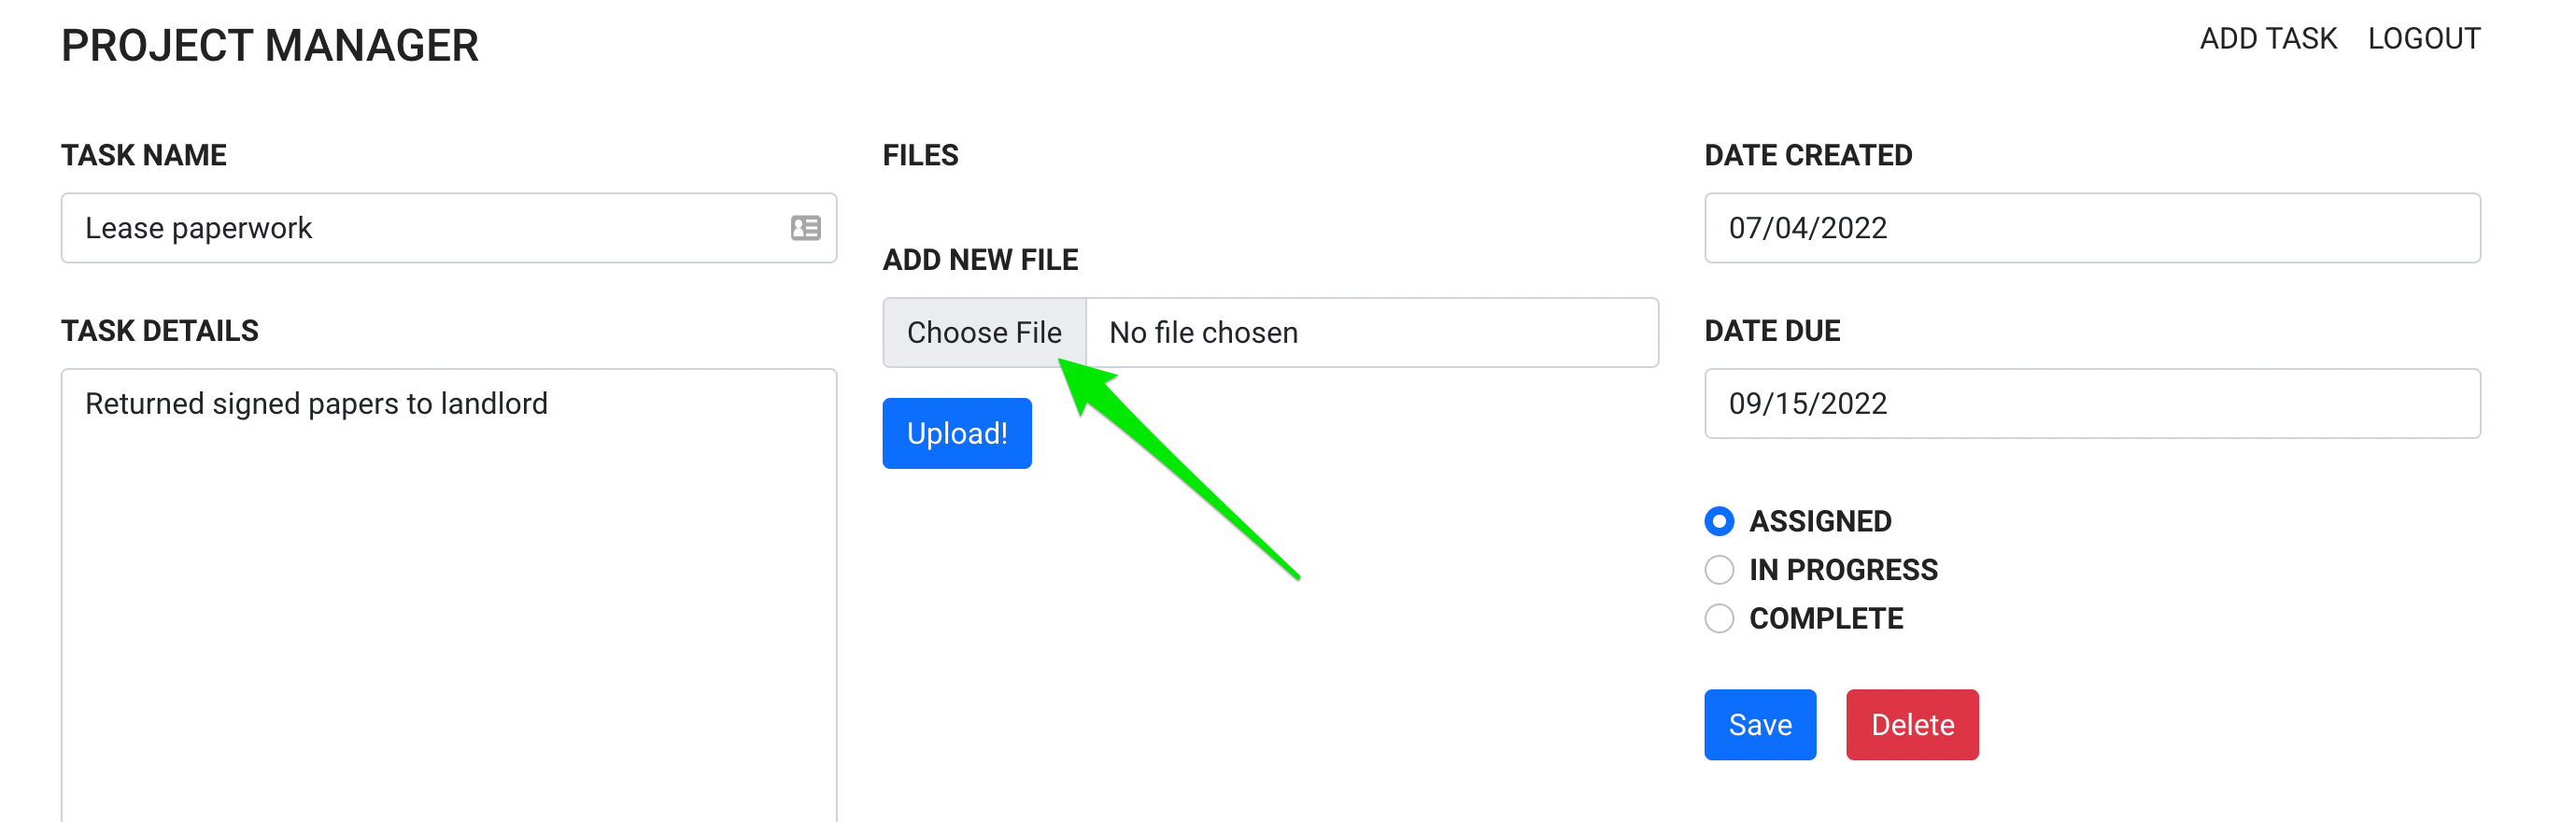 PROJECT MANAGER
ADD TASK LOGOUT
TASK NAME
Lease paperwork
TASK DETAILS
Returned signed papers to landlord
FILES
ADD NEW FILE
Choose File No file chosen
Upload!
DATE CREATED
07/04/2022
DATE DUE
09/15/2022
ASSIGNED
IN PROGRESS
COMPLETE
Save Delete